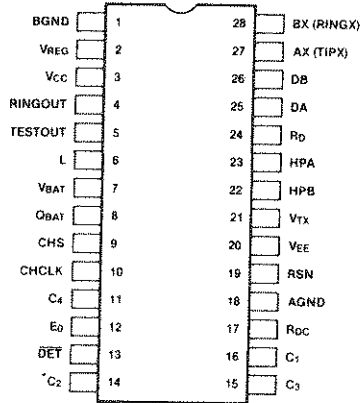 BGND 1 28 BX (RINGX)
VREG 2 27 AX (TIPX)
VCC 3 26 DB
RINGOUT 4 25 DA
TESTOUT 5 24 RD
L 6 23 HPA
VBAT 7 22 HPB
QBAT 8 21 VTX
CHS 9 20 VEE
CHCLK 10 19 RSN
C4 11 18 AGND
E0 12 17 RDC
DET 13 16 C1
C2 14 15 C3